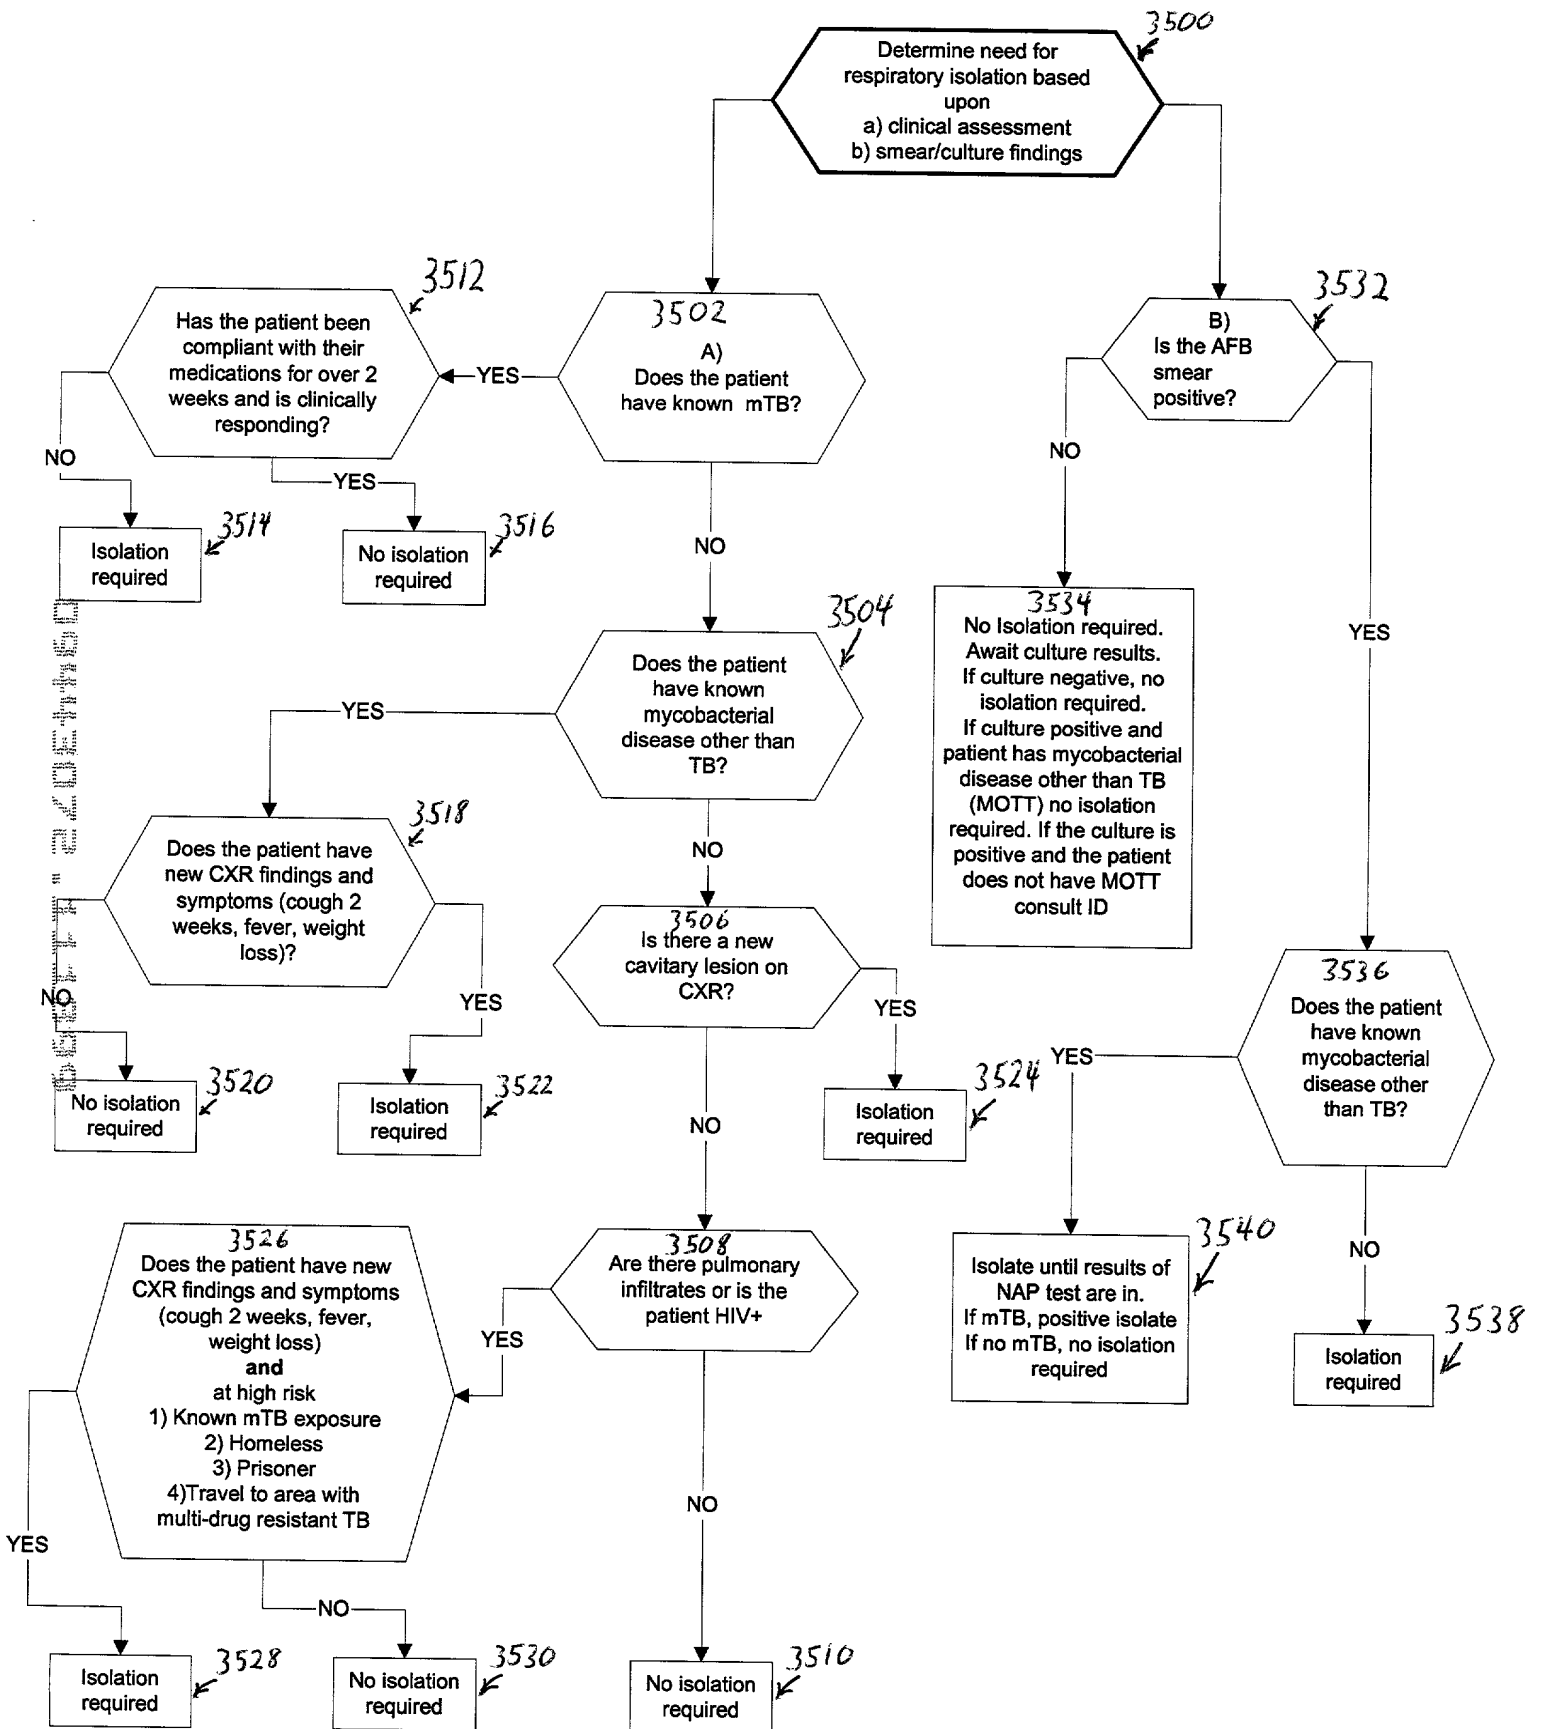 3500
Determine need for
respiratory isolation based
upon
a) clinical assessment
b) smear/culture findings
3512
Has the patient been
compliant with their
medications for over 2
weeks and is clinically
responding?
YES
3502
A)
Does the patient
have known mTB?
3532
B)
Is the AFB
smear
positive?
NO
YES
NO
3514
Isolation
required
3516
No isolation
required
NO
YES
3504
Does the patient
have known
mycobacterial
disease other than
TB?
3534
No Isolation required.
Await culture results.
If culture negative, no
isolation required.
If culture positive and
patient has mycobacterial
disease other than TB
(MOTT) no isolation
required. If the culture is
positive and the patient
does not have MOTT
consult ID
YES
3518
Does the patient have
new CXR findings and
symptoms (cough 2
weeks, fever, weight
loss)?
NO
3506
Is there a new
cavitary lesion on
CXR?
NO
YES
YES
3536
Does the patient
have known
mycobacterial
disease other
than TB?
YES
3520
No isolation
required
3522
Isolation
required
3524
Isolation
required
NO
3526
Does the patient have new
CXR findings and symptoms
(cough 2 weeks, fever,
weight loss)
and
at high risk
1) Known mTB exposure
2) Homeless
3) Prisoner
4)Travel to area with
multi-drug resistant TB
YES
3508
Are there pulmonary
infiltrates or is the
patient HIV+
3540
Isolate until results of
NAP test are in.
If mTB, positive isolate
If no mTB, no isolation
required
NO
3538
Isolation
required
YES
NO
NO
3528
Isolation
required
3530
No isolation
required
3510
No isolation
required